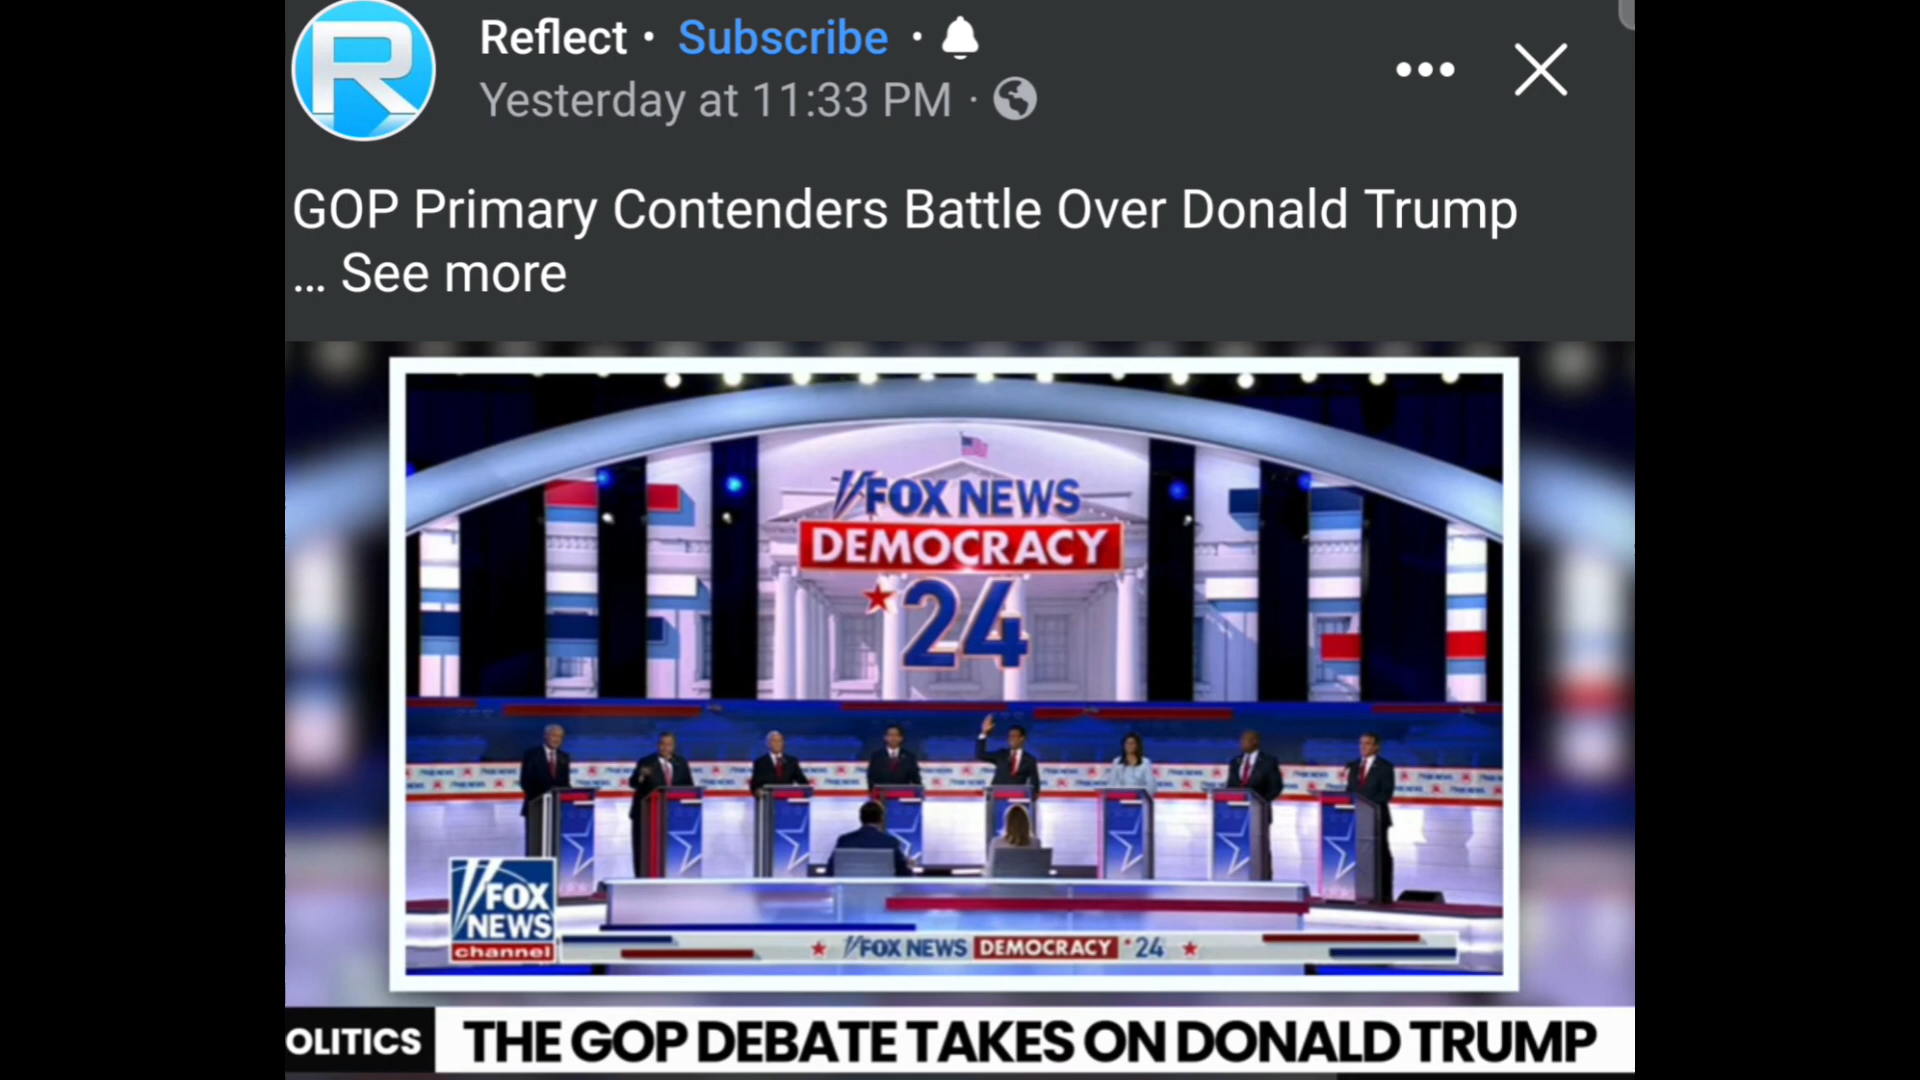 Reflect · Subscribe ·
Yesterday at 11:33 PM ·
GOP Primary Contenders Battle Over Donald Trump
... See more
FOX NEWS
DEMOCRACY
'24
FOX
NEWS
channel
FOX NEWS DEMOCRACY '24
OLITICS THE GOP DEBATE TAKES ON DONALD TRUMP